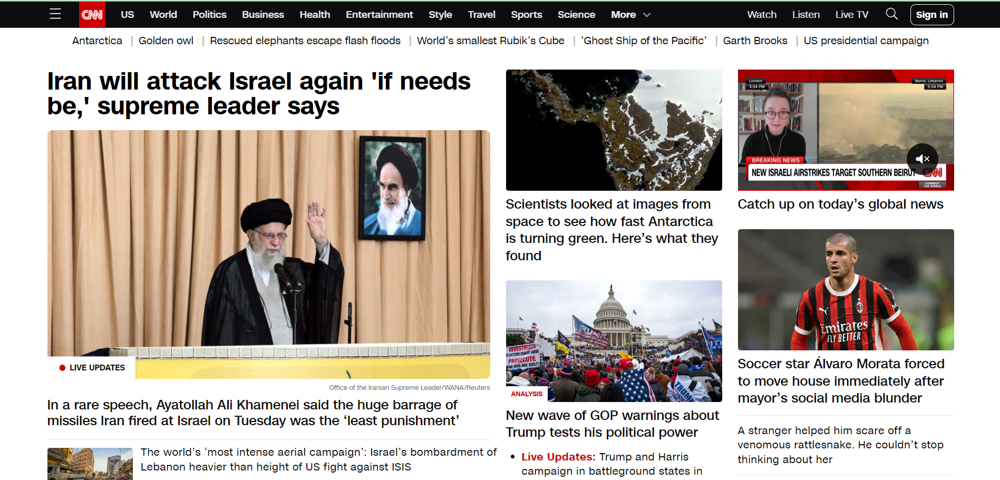 CNN US World Politics Business Health Entertainment Style Travel Sports Science More Watch Listen Live TV Sign in
Antarctica | Golden owl | Rescued elephants escape flash floods | World’s smallest Rubik’s Cube | ‘Ghost Ship of the Pacific’ | Garth Brooks | US presidential campaign
Iran will attack Israel again 'if needs
be,' supreme leader says
LIVE UPDATES
Office of the Iranian Supreme Leader/WANA/Reuters
In a rare speech, Ayatollah Ali Khamenei said the huge barrage of
missiles Iran fired at Israel on Tuesday was the ‘least punishment’
The world’s ‘most intense aerial campaign’: Israel’s bombardment of
Lebanon heavier than height of US fight against ISIS
Scientists looked at images from
space to see how fast Antarctica
is turning green. Here’s what they
found
INVESTIGATE
ELECTION FRAUD NOW
PROSECUTE
THOSE WHO ARE GUILTY
TRUMP
TRUMP
ANALYSIS
New wave of GOP warnings about
Trump tests his political power
• Live Updates: Trump and Harris
campaign in battleground states in
London
3:34 PM
Beirut, Lebanon
5:34 PM
BREAKING NEWS
NEW ISRAELI AIRSTRIKES TARGET SOUTHERN BEIRUT
CNN
CONNECT
THE WORLD
Catch up on today’s global news
Emirates
FLY BETTER
Soccer star Álvaro Morata forced
to move house immediately after
mayor’s social media blunder
A stranger helped him scare off a
venomous rattlesnake. He couldn’t stop
thinking about her